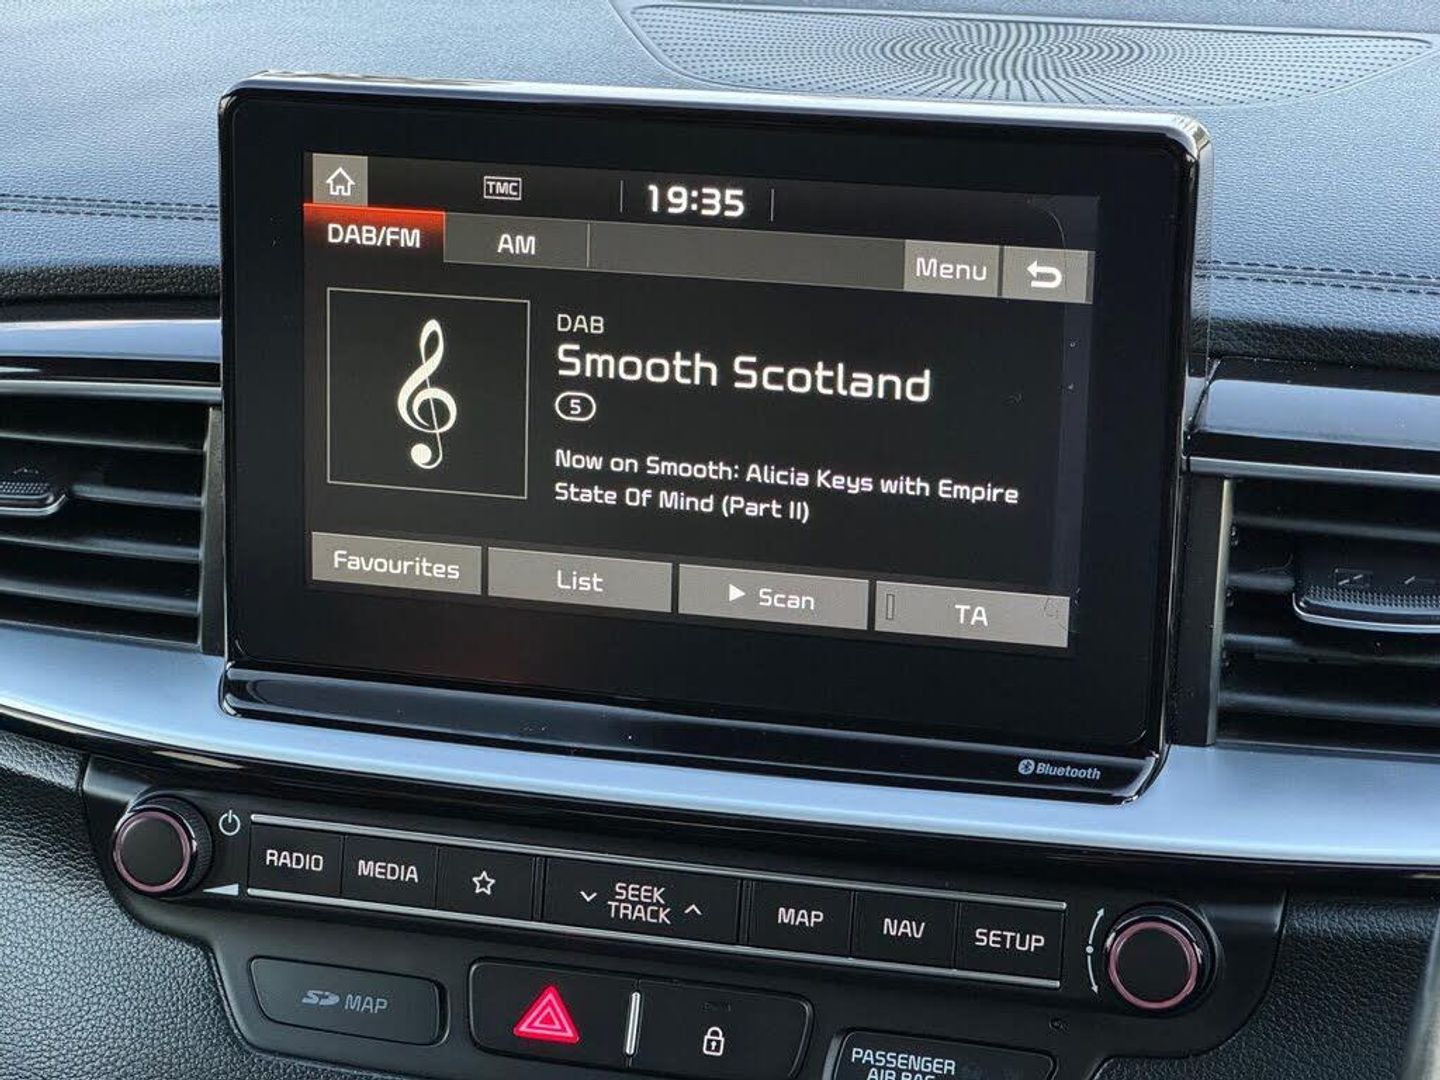 TMC
19:35
DAB/FM
AM
Menu
DAB
Smooth Scotland
5
Now on Smooth: Alicia Keys with Empire
State Of Mind (Part II)
Favourites
List
Scan
TA
Bluetooth
RADIO
MEDIA
SEEK
TRACK
MAP
NAV
SETUP
SD MAP
PASSENGER
AIR BAG